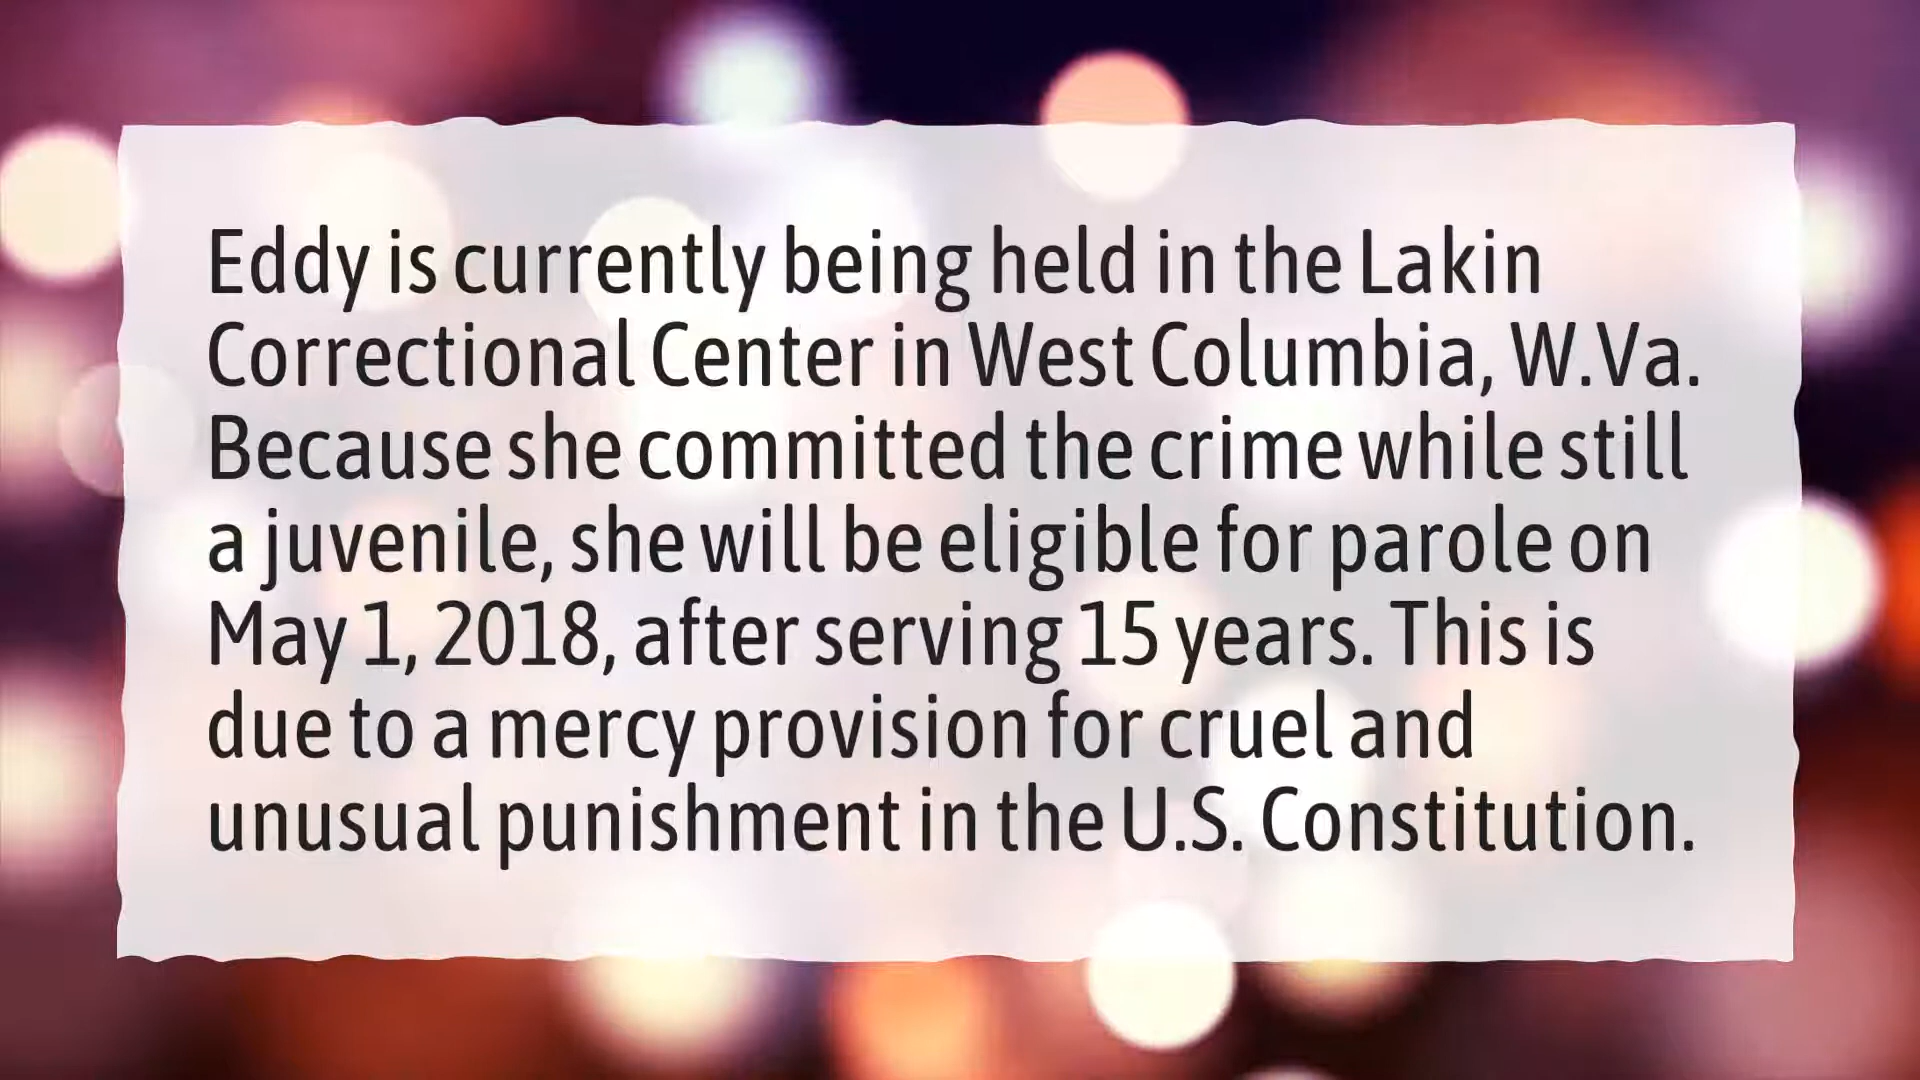 Eddy is currently being held in the Lakin
Correctional Center in West Columbia, W.Va.
Because she committed the crime while still
a juvenile, she will be eligible for parole on
May 1, 2018, after serving 15 years. This is
due to a mercy provision for cruel and
unusual punishment in the U.S. Constitution.